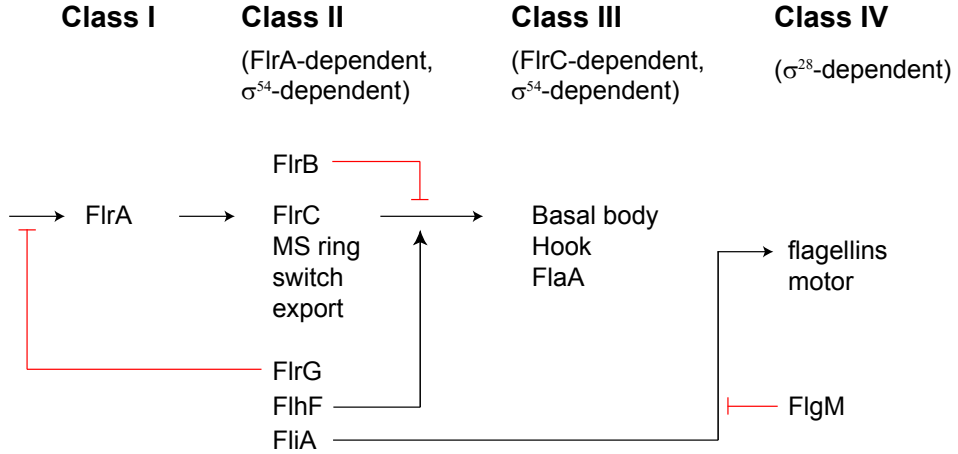 Class I
Class II
Class III
Class IV
(FlrA-dependent,
σ⁵⁴-dependent)
(FlrC-dependent,
σ⁵⁴-dependent)
(σ²⁸-dependent)
FlrB
FlrA
FlrC
MS ring
switch
export
Basal body
Hook
FlaA
flagellins
motor
FlrG
FlhF
FlgM
FliA